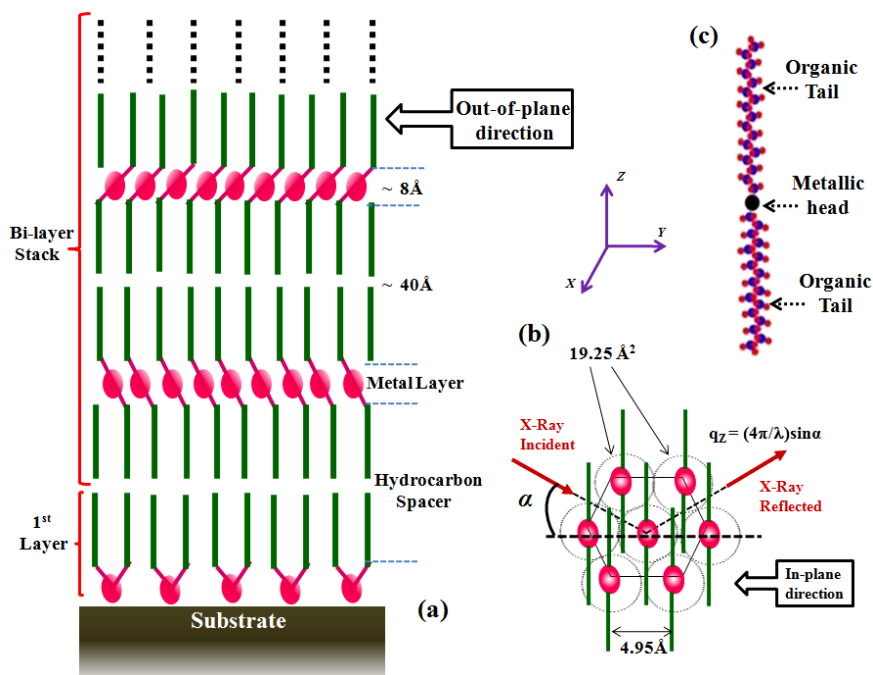 Out-of-plane
direction
~ 8Å
Bi-layer
Stack
~ 40Å
Metal Layer
Hydrocarbon
Spacer
1st
Layer
Substrate
(a)
(c)
Organic
Tail
Metallic
head
Organic
Tail
Z
Y
X
(b)
19.25 Å²
X-Ray
Incident
qZ = (4π/λ)sinα
X-Ray
Reflected
α
In-plane
direction
4.95Å